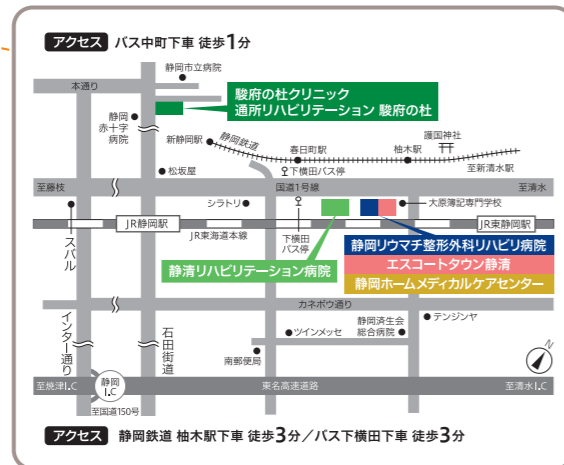 アクセス バス中町下車 徒歩1分
静岡市立病院
本通り
駿府の杜クリニック
通所リハビリテーション 駿府の杜
静岡
赤十字
病院
新静岡駅
静岡鉄道
春日町駅
柚木駅
護国神社
松坂屋
下横田バス停
至新清水駅
至藤枝
国道1号線
至清水
シラトリ
大原簿記専門学校
スバル
JR静岡駅
JR東海道本線
下横田
バス停
JR東静岡駅
静岡リウマチ整形外科リハビリ病院
静清リハビリテーション病院
エスコートタウン静清
静岡ホームメディカルケアセンター
カネボウ通り
インター通り
石田街道
ツインメッセ
静岡済生会
総合病院
テンジンヤ
南郵便局
N
至焼津I.C
静岡
I.C
東名高速道路
至清水I.C
至国道150号
アクセス 静岡鉄道 柚木駅下車 徒歩3分／バス下横田下車 徒歩3分